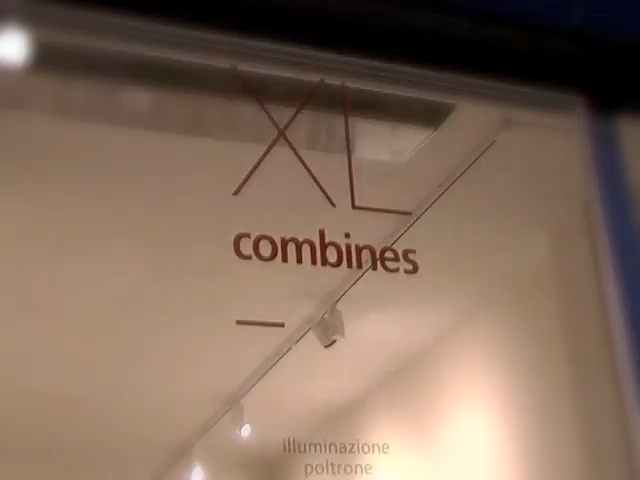 XL
combines
—
illuminazione
poltrone